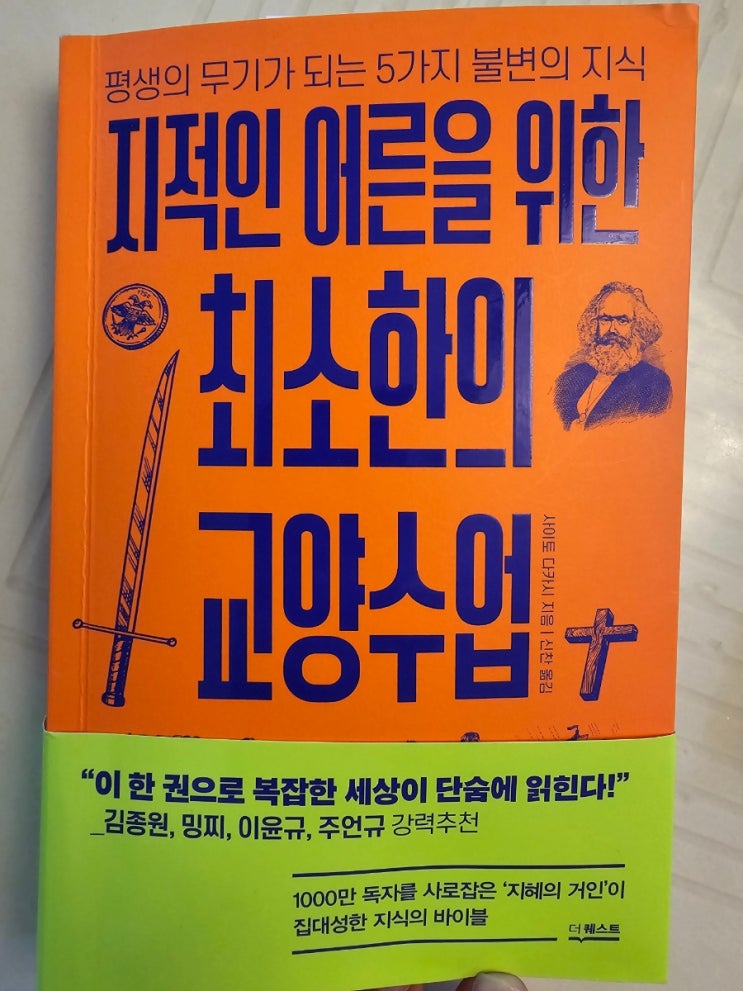 평생의 무기가 되는 5가지 불변의 지식
지적인 어른을 위한
최소한의
교양수업
사이토 다카시 지음 | 신찬 옮김
“이 한 권으로 복잡한 세상이 단숨에 읽힌다!”
_김종원, 밍찌, 이윤규, 주언규 강력추천
1000만 독자를 사로잡은 ‘지혜의 거인’이
집대성한 지식의 바이블
더퀘스트